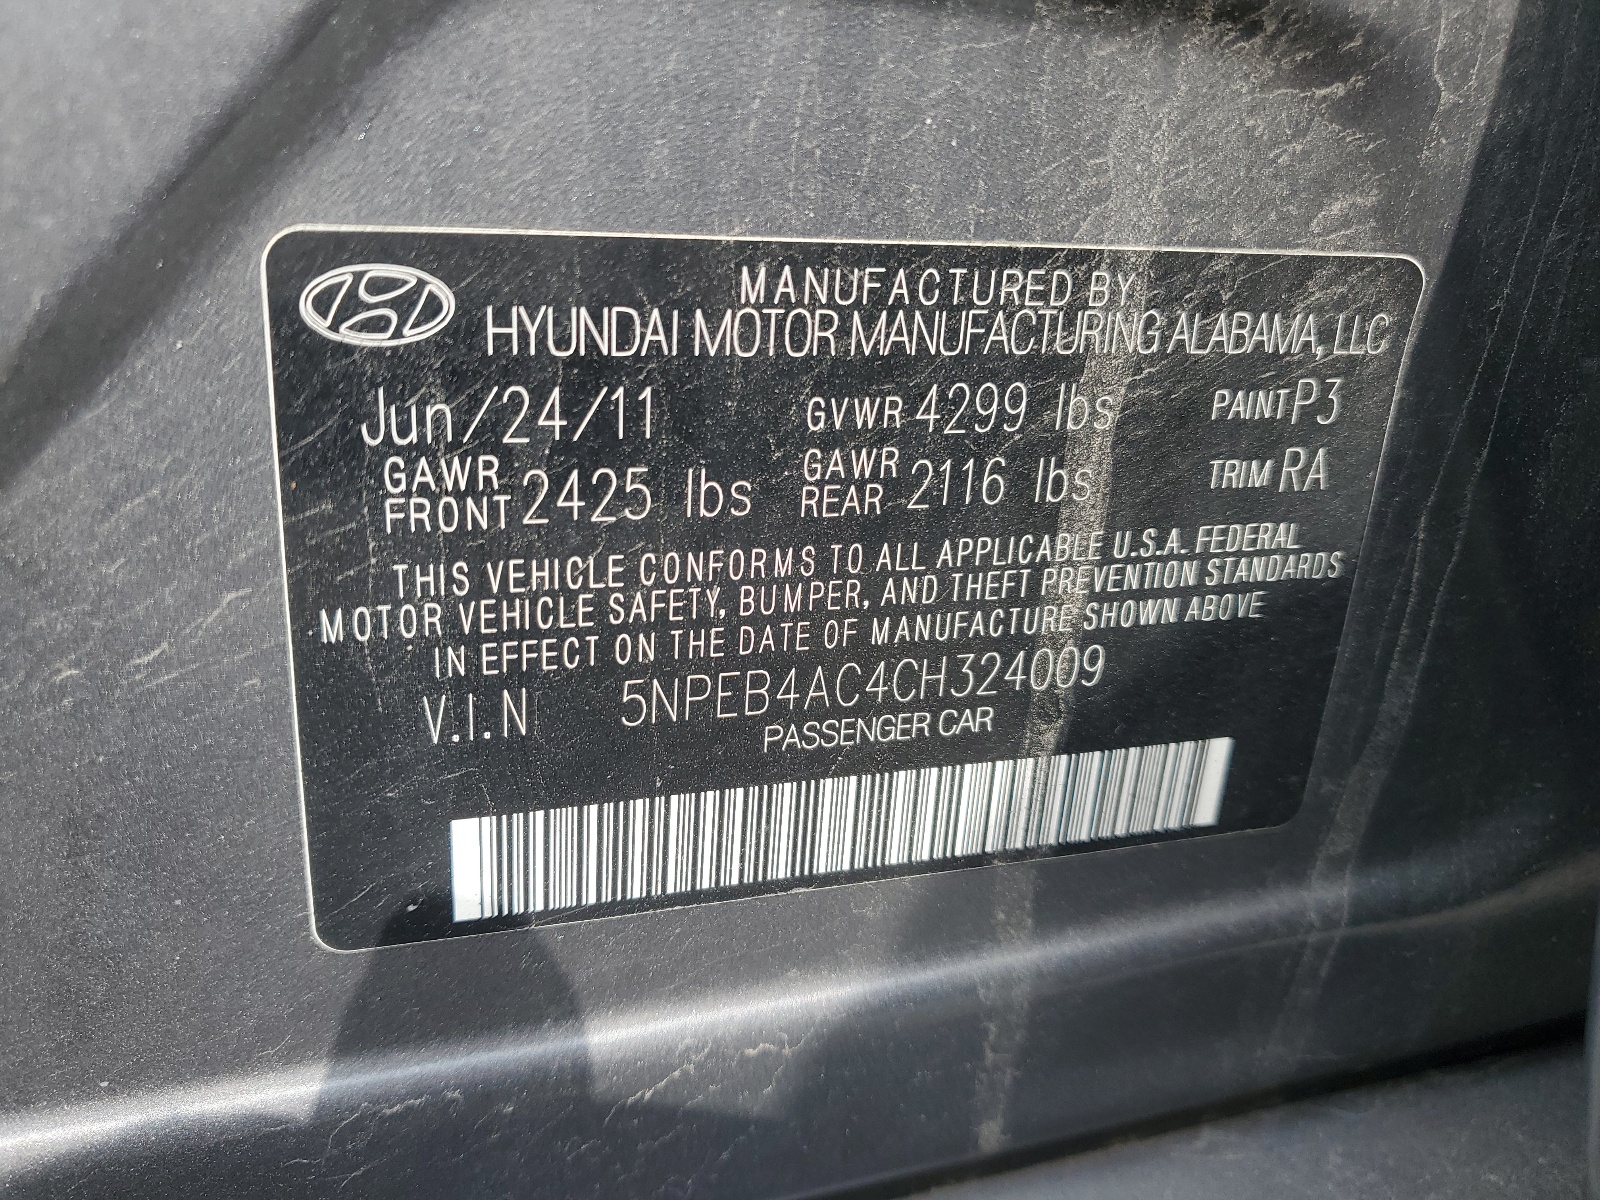 MANUFACTURED BY
HYUNDAI MOTOR MANUFACTURING ALABAMA, LLC
Jun/24/11 GVWR 4299 lbs PAINT P3
GAWR FRONT 2425 lbs GAWR REAR 2116 lbs TRIM RA
THIS VEHICLE CONFORMS TO ALL APPLICABLE U.S.A. FEDERAL
MOTOR VEHICLE SAFETY, BUMPER, AND THEFT PREVENTION STANDARDS
IN EFFECT ON THE DATE OF MANUFACTURE SHOWN ABOVE
V.I.N 5NPEB4AC4CH324009
PASSENGER CAR